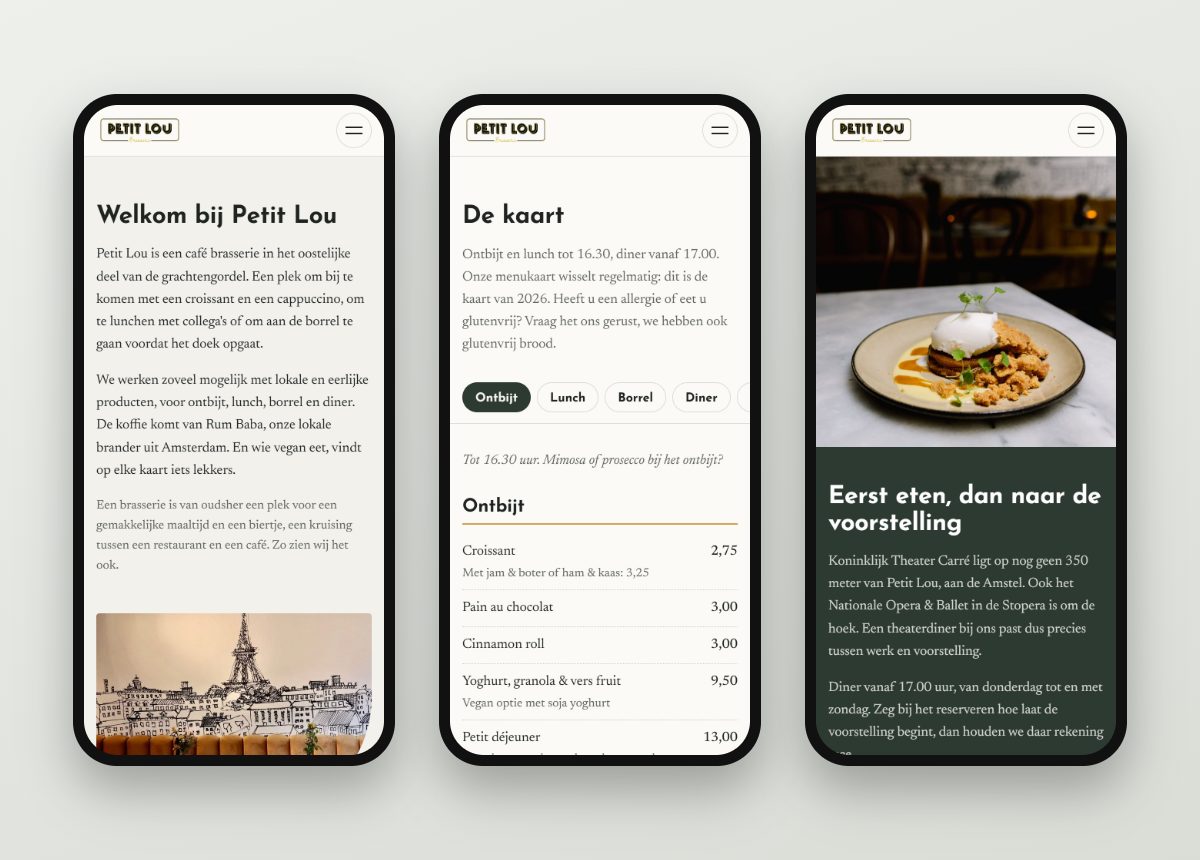 PETIT LOU
brasserie
Welkom bij Petit Lou
Petit Lou is een café brasserie in het oostelijke
deel van de grachtengordel. Een plek om bij te
komen met een croissant en een cappuccino, om
te lunchen met collega's of om aan de borrel te
gaan voordat het doek opgaat.
We werken zoveel mogelijk met lokale en eerlijke
producten, voor ontbijt, lunch, borrel en diner.
De koffie komt van Rum Baba, onze lokale
brander uit Amsterdam. En wie vegan eet, vindt
op elke kaart iets lekkers.
Een brasserie is van oudsher een plek voor een
gemakkelijke maaltijd en een biertje, een kruising
tussen een restaurant en een café. Zo zien wij het
ook.
PETIT LOU
brasserie
De kaart
Ontbijt en lunch tot 16.30, diner vanaf 17.00.
Onze menukaart wisselt regelmatig: dit is de
kaart van 2026. Heeft u een allergie of eet u
glutenvrij? Vraag het ons gerust, we hebben ook
glutenvrij brood.
Ontbijt Lunch Borrel Diner
Tot 16.30 uur. Mimosa of prosecco bij het ontbijt?
Ontbijt
Croissant 2,75
Met jam & boter of ham & kaas: 3,25
Pain au chocolat 3,00
Cinnamon roll 3,00
Yoghurt, granola & vers fruit 9,50
Vegan optie met soja yoghurt
Petit déjeuner 13,00
PETIT LOU
brasserie
Eerst eten, dan naar de
voorstelling
Koninklijk Theater Carré ligt op nog geen 350
meter van Petit Lou, aan de Amstel. Ook het
Nationale Opera & Ballet in de Stopera is om de
hoek. Een theaterdiner bij ons past dus precies
tussen werk en voorstelling.
Diner vanaf 17.00 uur, van donderdag tot en met
zondag. Zeg bij het reserveren hoe laat de
voorstelling begint, dan houden we daar rekening